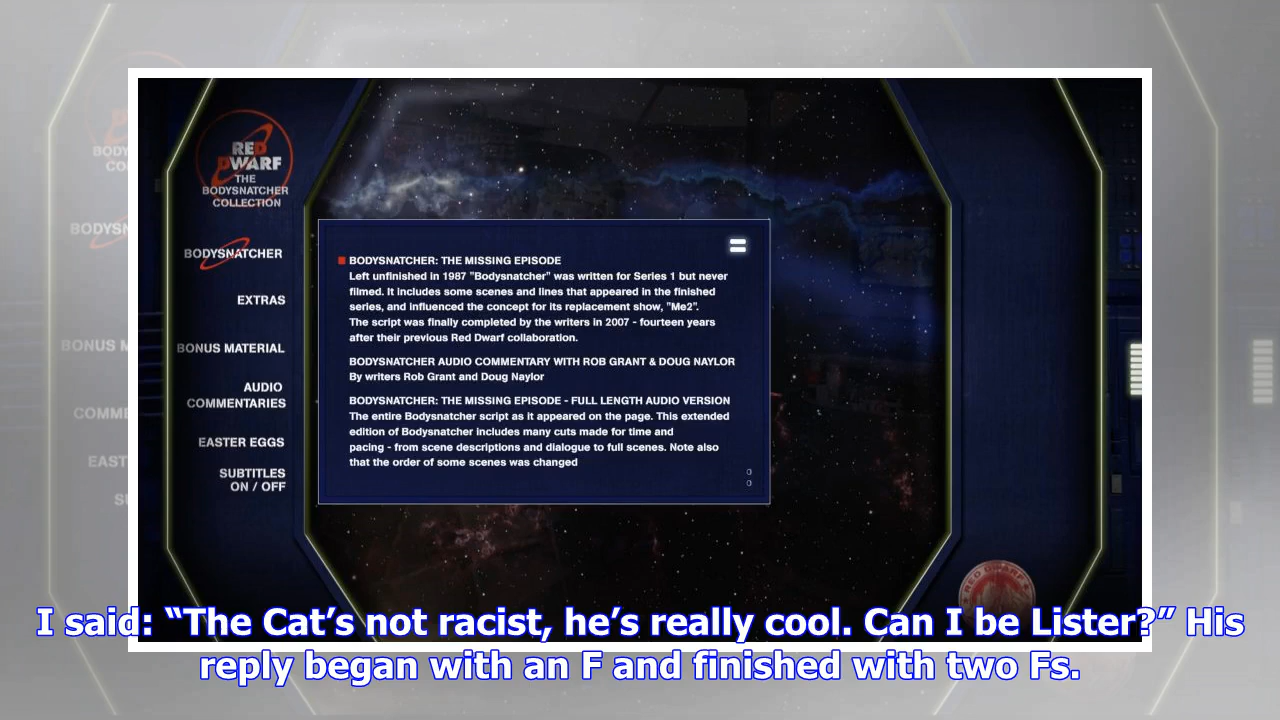 RED
DWARF
THE
BODYSNATCHER
COLLECTION
BODYSNATCHER
EXTRAS
BONUS MATERIAL
AUDIO
COMMENTARIES
EASTER EGGS
SUBTITLES
ON / OFF
BODYSNATCHER: THE MISSING EPISODE
Left unfinished in 1987 "Bodysnatcher" was written for Series 1 but never
filmed. It includes some scenes and lines that appeared in the finished
series, and influenced the concept for its replacement show, "Me2".
The script was finally completed by the writers in 2007 - fourteen years
after their previous Red Dwarf collaboration.
BODYSNATCHER AUDIO COMMENTARY WITH ROB GRANT & DOUG NAYLOR
By writers Rob Grant and Doug Naylor
BODYSNATCHER: THE MISSING EPISODE - FULL LENGTH AUDIO VERSION
The entire Bodysnatcher script as it appeared on the page. This extended
edition of Bodysnatcher includes many cuts made for time and
pacing - from scene descriptions and dialogue to full scenes. Note also
that the order of some scenes was changed
RED DWARF
I said: “The Cat’s not racist, he’s really cool. Can I be Lister?” His
reply began with an F and finished with two Fs.